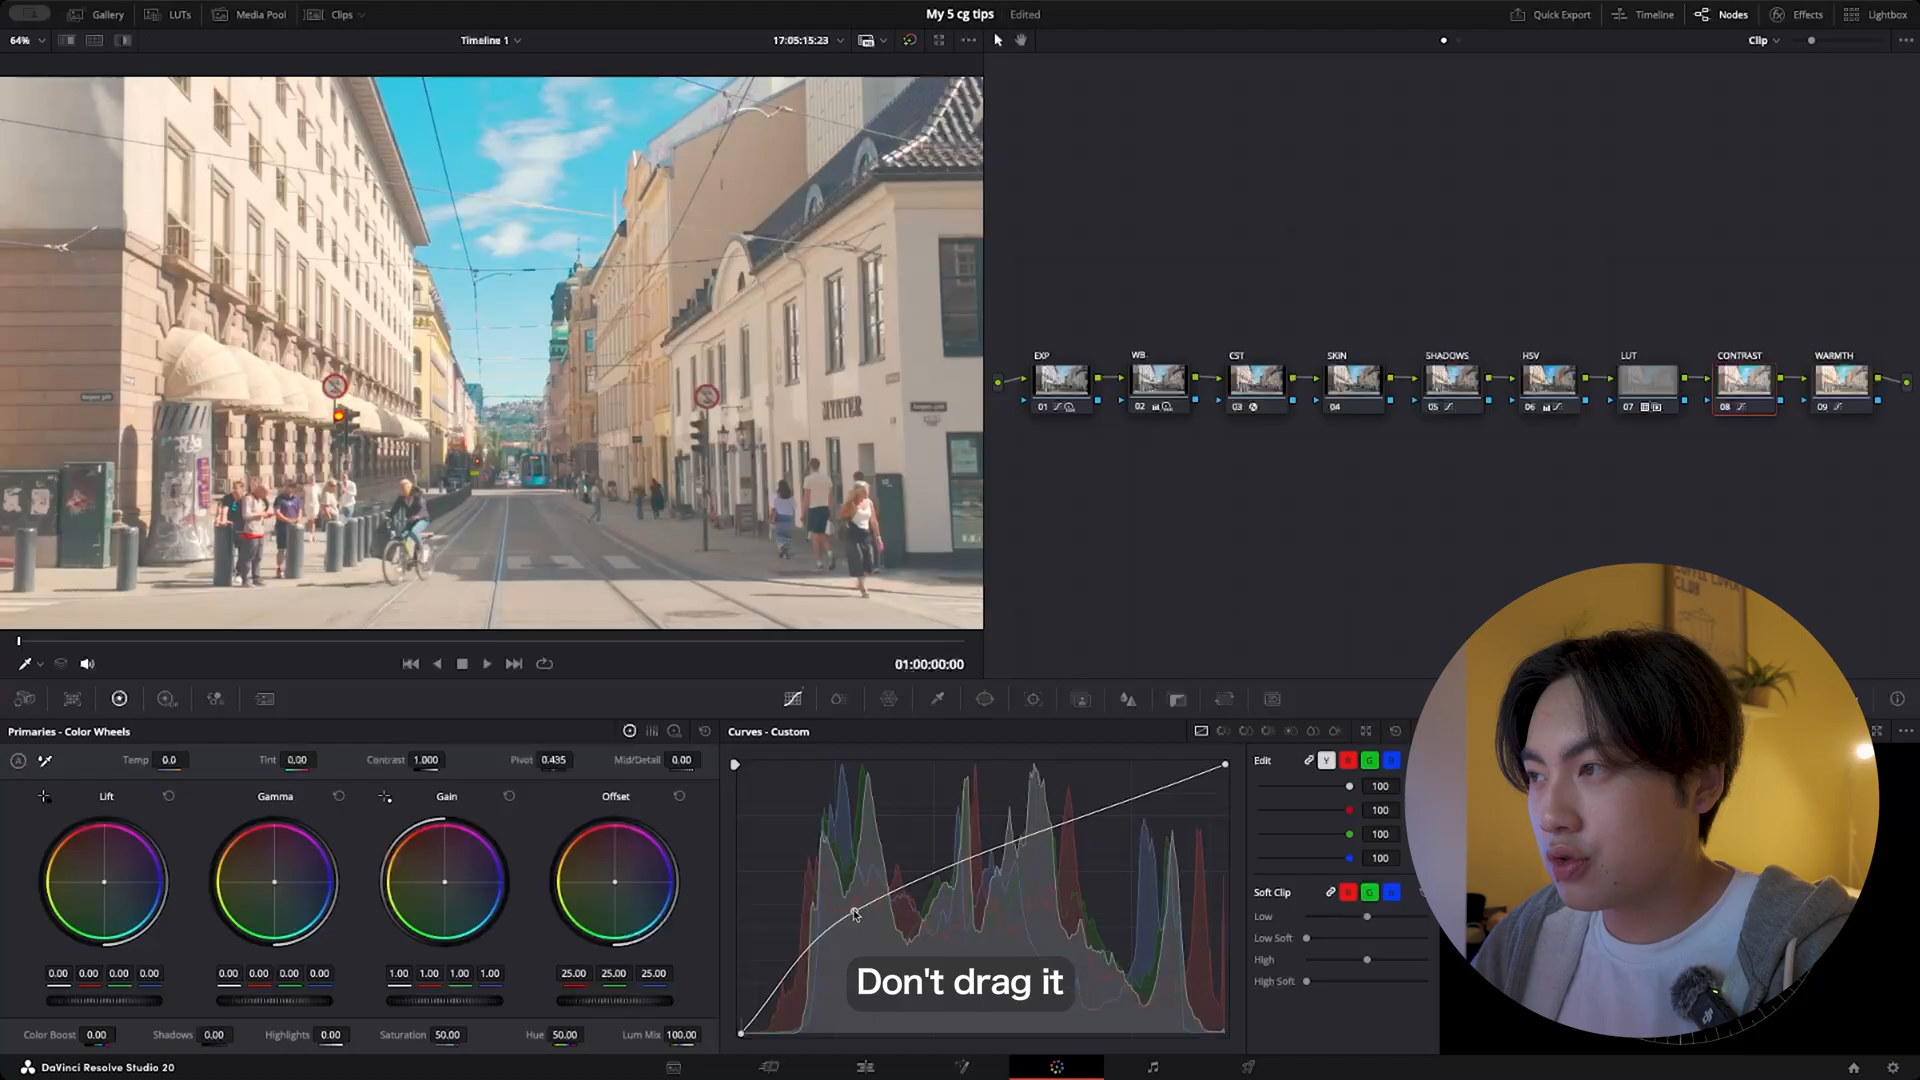 Gallery
LUTs
Media Pool
Clips
My 5 cg tips
Edited
Quick Export
Timeline
Nodes
Effects
Lightbox
64%
Timeline 1
17:05:15:23
Clip
EXP
WB
CST
SKIN
SHADOWS
HSV
LUT
CONTRAST
WARMTH
01
02
03
04
05
06
07
08
09
01:00:00:00
Primaries - Color Wheels
Curves - Custom
Temp 0.0
Tint 0.00
Contrast 1.000
Pivot 0.435
Mid/Detail 0.00
Edit
Y
100
100
100
100
Lift
Gamma
Gain
Offset
Soft Clip
Low
Low Soft
High
High Soft
0.00 0.00 0.00 0.00
0.00 0.00 0.00 0.00
1.00 1.00 1.00 1.00
25.00 25.00 25.00
Don't drag it
Color Boost 0.00
Shadows 0.00
Highlights 0.00
Saturation 50.00
Hue 50.00
Lum Mix 100.00
DaVinci Resolve Studio 20